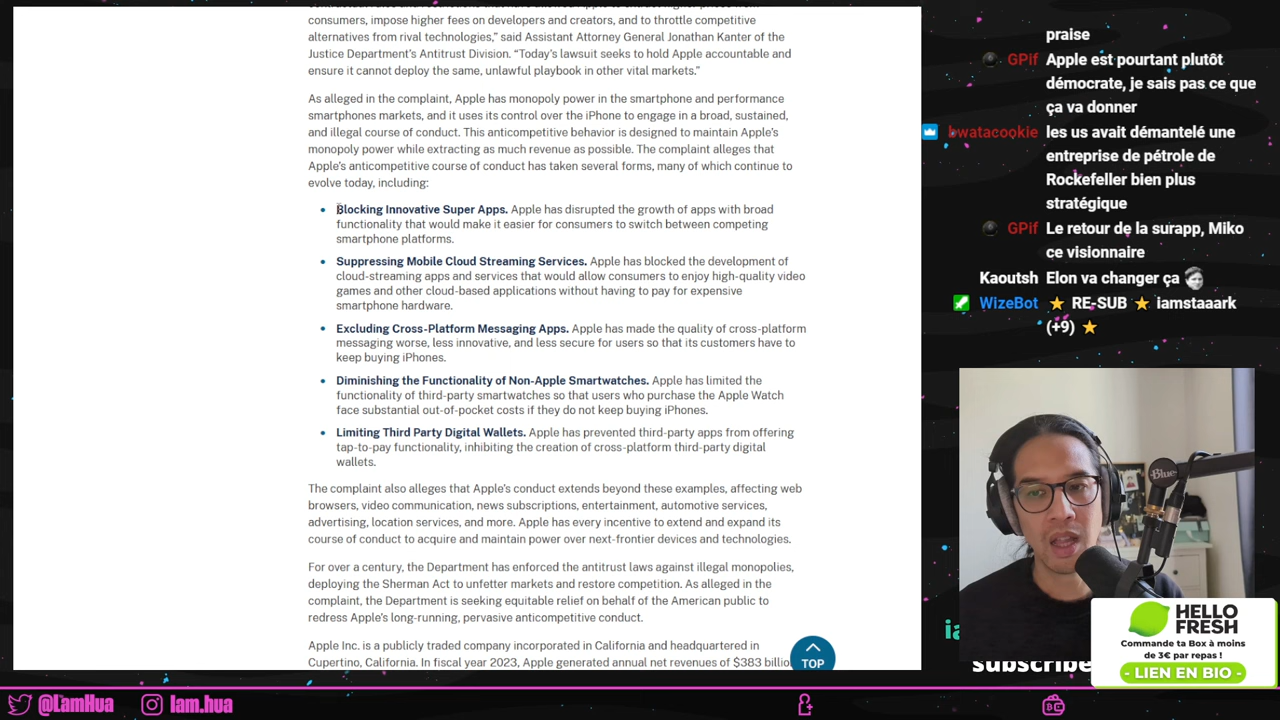 consumers, impose higher fees on developers and creators, and to throttle competitive
alternatives from rival technologies,” said Assistant Attorney General Jonathan Kanter of the
Justice Department’s Antitrust Division. “Today’s lawsuit seeks to hold Apple accountable and
ensure it cannot deploy the same, unlawful playbook in other vital markets.”
As alleged in the complaint, Apple has monopoly power in the smartphone and performance
smartphones markets, and it uses its control over the iPhone to engage in a broad, sustained,
and illegal course of conduct. This anticompetitive behavior is designed to maintain Apple’s
monopoly power while extracting as much revenue as possible. The complaint alleges that
Apple’s anticompetitive course of conduct has taken several forms, many of which continue to
evolve today, including:
Blocking Innovative Super Apps. Apple has disrupted the growth of apps with broad
functionality that would make it easier for consumers to switch between competing
smartphone platforms.
Suppressing Mobile Cloud Streaming Services. Apple has blocked the development of
cloud-streaming apps and services that would allow consumers to enjoy high-quality video
games and other cloud-based applications without having to pay for expensive
smartphone hardware.
Excluding Cross-Platform Messaging Apps. Apple has made the quality of cross-platform
messaging worse, less innovative, and less secure for users so that its customers have to
keep buying iPhones.
Diminishing the Functionality of Non-Apple Smartwatches. Apple has limited the
functionality of third-party smartwatches so that users who purchase the Apple Watch
face substantial out-of-pocket costs if they do not keep buying iPhones.
Limiting Third Party Digital Wallets. Apple has prevented third-party apps from offering
tap-to-pay functionality, inhibiting the creation of cross-platform third-party digital
wallets.
The complaint also alleges that Apple’s conduct extends beyond these examples, affecting web
browsers, video communication, news subscriptions, entertainment, automotive services,
advertising, location services, and more. Apple has every incentive to extend and expand its
course of conduct to acquire and maintain power over next-frontier devices and technologies.
For over a century, the Department has enforced the antitrust laws against illegal monopolies,
deploying the Sherman Act to unfetter markets and restore competition. As alleged in the
complaint, the Department is seeking equitable relief on behalf of the American public to
redress Apple’s long-running, pervasive anticompetitive conduct.
Apple Inc. is a publicly traded company incorporated in California and headquartered in
Cupertino, California. In fiscal year 2023, Apple generated annual net revenues of $383
TOP
praise
GPif Apple est pourtant plutôt
démocrate, je sais pas ce que
ça va donner
bwatacookie les us avait démantelé une
entreprise de pétrole de
Rockefeller bien plus
stratégique
GPif Le retour de la surapp, Miko
ce visionnaire
Kaoutsh Elon va changer ça
WizeBot RE-SUB iamstaaark
(+9)
Blue
HELLO
FRESH
Commande ta Box à moins
de 3€ par repas !
- LIEN EN BIO -
subscribe
@IamHua
Iam.hua